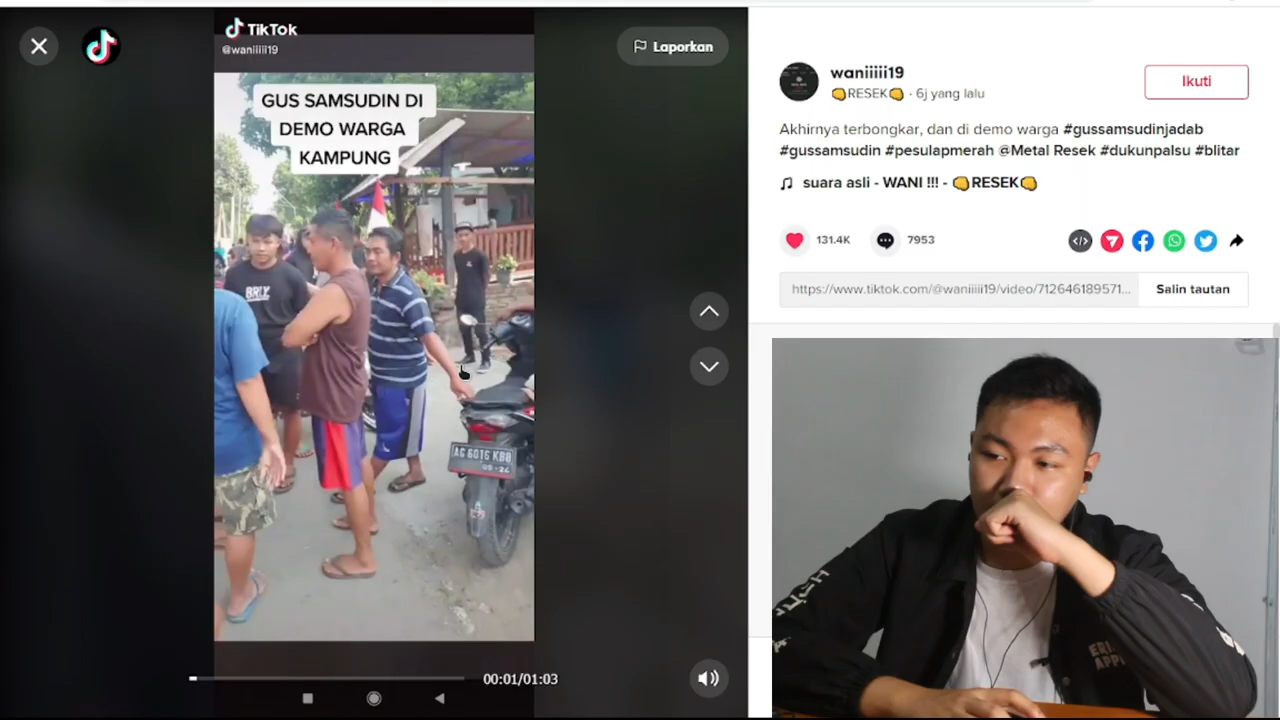 TikTok
@waniiiii19
Laporkan
GUS SAMSUDIN DI
DEMO WARGA
KAMPUNG
BRLY
AG 6016 KBB
00:01/01:03
waniiiii19
RESEK · 6j yang lalu
Ikuti
Akhirnya terbongkar, dan di demo warga #gussamsudinjadab
#gussamsudin #pesulapmerah @Metal Resek #dukunpalsu #blitar
suara asli - WANI !!! - RESEK
131.4K
7953
https://www.tiktok.com/@waniiiii19/video/712646189571...
Salin tautan